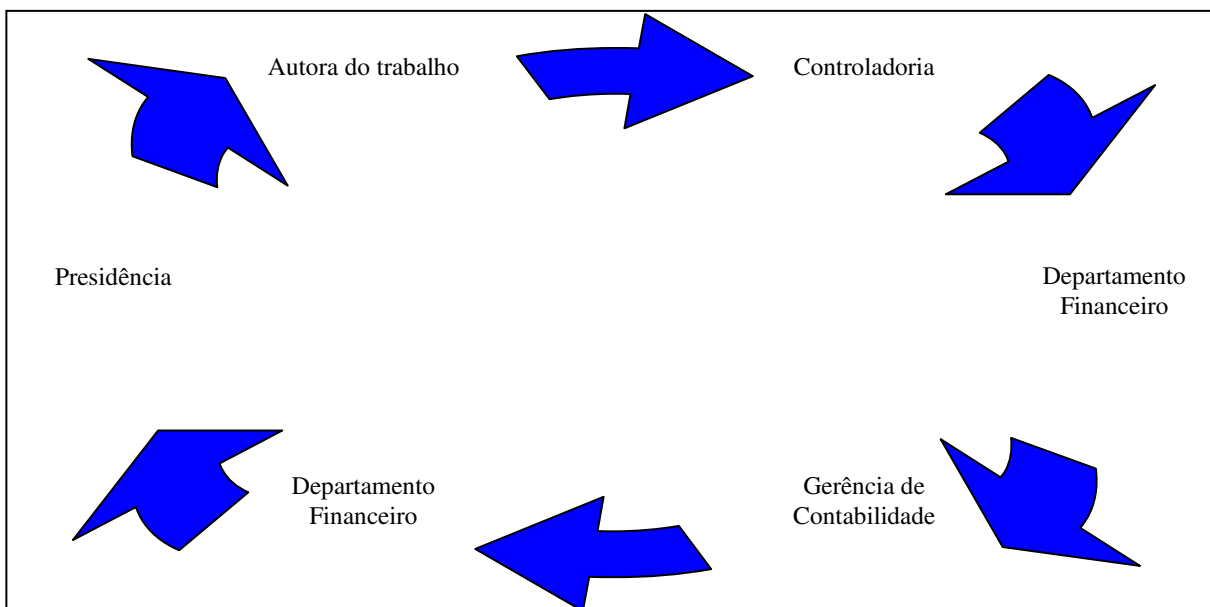 Autora do trabalho
Controladoria
Presidência
Departamento
Financeiro
Departamento
Financeiro
Gerência de
Contabilidade